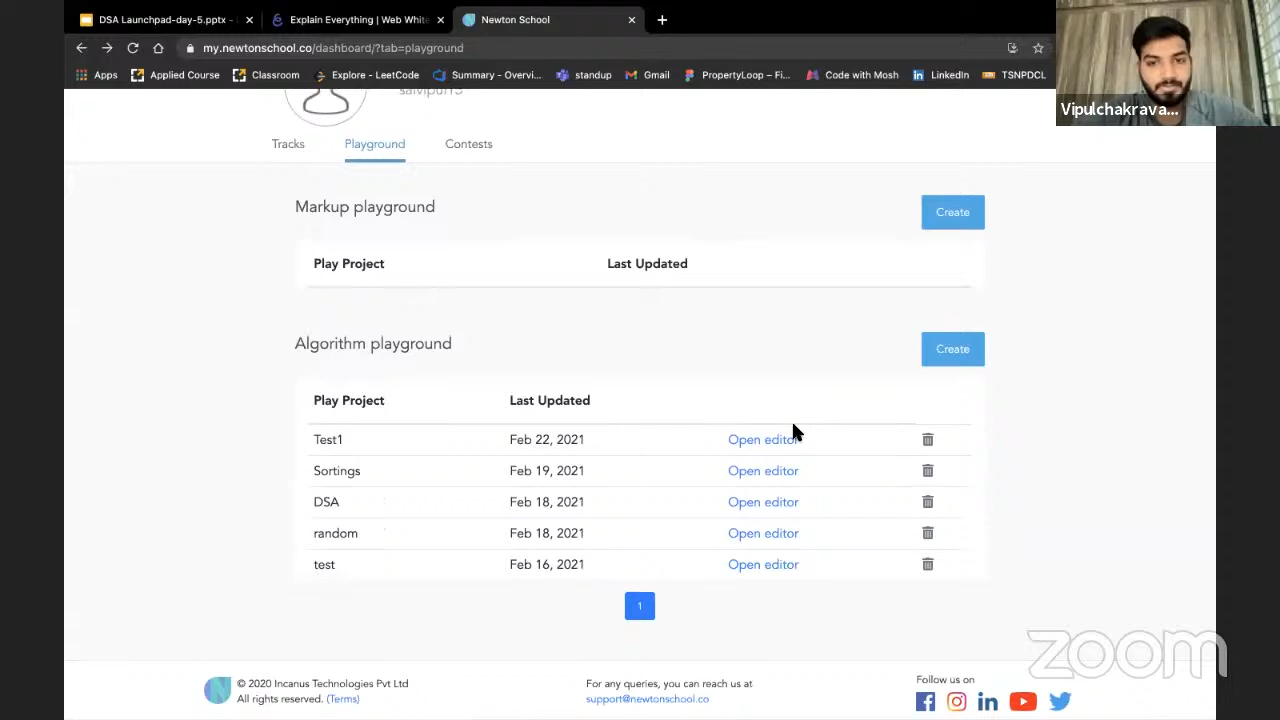 DSA Launchpad-day-5.pptx -
Explain Everything | Web White
Newton School
my.newtonschool.co/dashboard/?tab=playground
Apps
Applied Course
Classroom
Explore - LeetCode
Summary - Overvi...
standup
Gmail
PropertyLoop – Fi...
Code with Mosh
LinkedIn
TSNPDCL
Vipulchakrava...
Tracks
Playground
Contests
Markup playground
Create
Play Project
Last Updated
Algorithm playground
Create
Play Project
Last Updated
Test1
Feb 22, 2021
Open editor
Sortings
Feb 19, 2021
Open editor
DSA
Feb 18, 2021
Open editor
random
Feb 18, 2021
Open editor
test
Feb 16, 2021
Open editor
1
zoom
© 2020 Incanus Technologies Pvt Ltd
All rights reserved. (Terms)
For any queries, you can reach us at
support@newtonschool.co
Follow us on